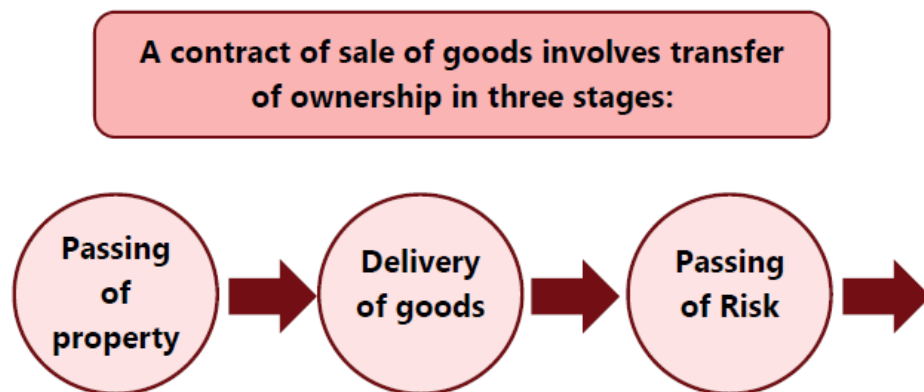 A contract of sale of goods involves transfer
of ownership in three stages:
Passing
of
property
Delivery
of goods
Passing
of Risk